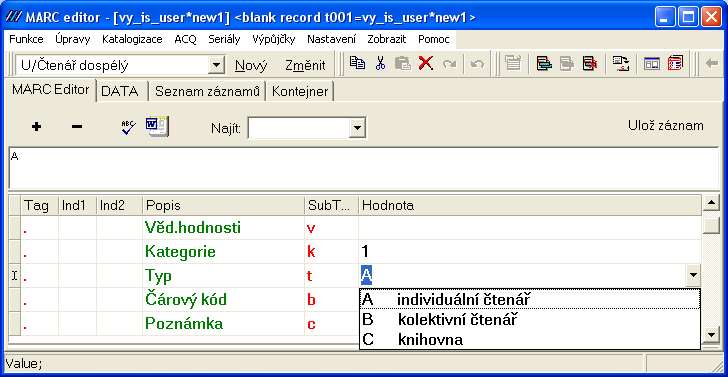 MARC editor - [vy_is_user*new1] <blank record t001=vy_is_user*new1>
Funkce Úpravy Katalogizace ACQ Seriály Výpůjčky Nastavení Zobrazit Pomoc
U/Čtenář dospělý Nový Změnit
MARC Editor DATA Seznam záznamů Kontejner
+ - ABC W Najít: Ulož záznam
A
Tag Ind1 Ind2 Popis SubT... Hodnota
. Věd.hodnosti v
. Kategorie k 1
. Typ t A
. Čárový kód b A individuální čtenář
B kolektivní čtenář
. Poznámka c C knihovna
Value;